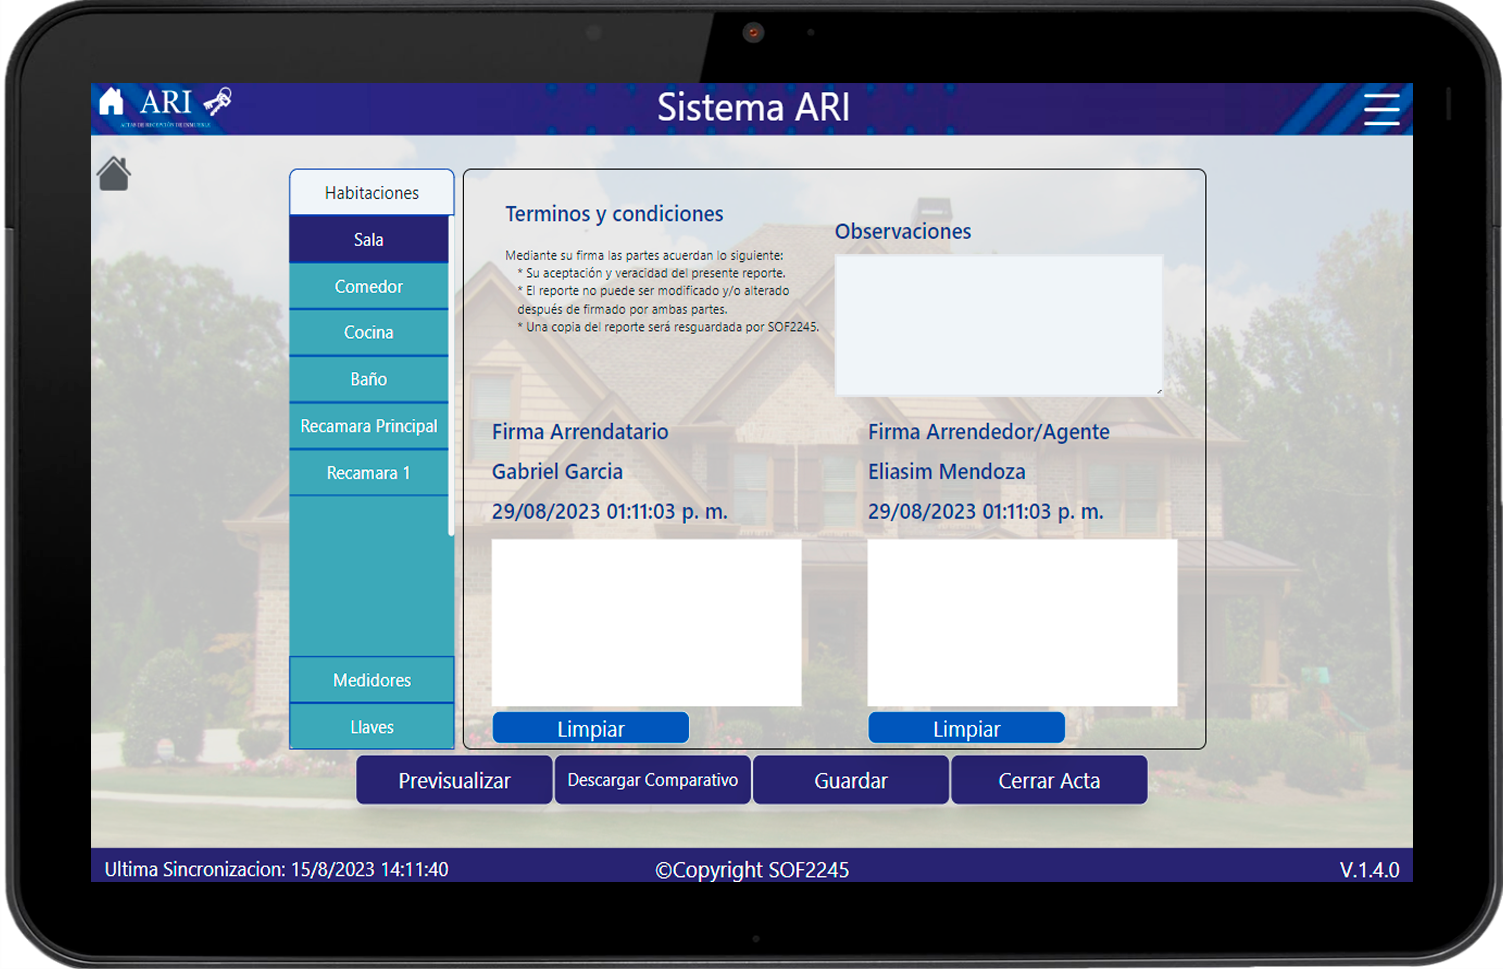 ARI
ACTAS DE RECEPCIÓN DE INMUEBLE
Sistema ARI
Habitaciones
Sala
Comedor
Cocina
Baño
Recamara Principal
Recamara 1
Medidores
Llaves
Terminos y condiciones
Mediante su firma las partes acuerdan lo siguiente:
* Su aceptación y veracidad del presente reporte.
* El reporte no puede ser modificado y/o alterado
después de firmado por ambas partes.
* Una copia del reporte será resguardada por SOF2245.
Observaciones
Firma Arrendatario
Gabriel Garcia
29/08/2023 01:11:03 p. m.
Limpiar
Firma Arrendedor/Agente
Eliasim Mendoza
29/08/2023 01:11:03 p. m.
Limpiar
Previsualizar
Descargar Comparativo
Guardar
Cerrar Acta
Ultima Sincronizacion: 15/8/2023 14:11:40
©Copyright SOF2245
V.1.4.0